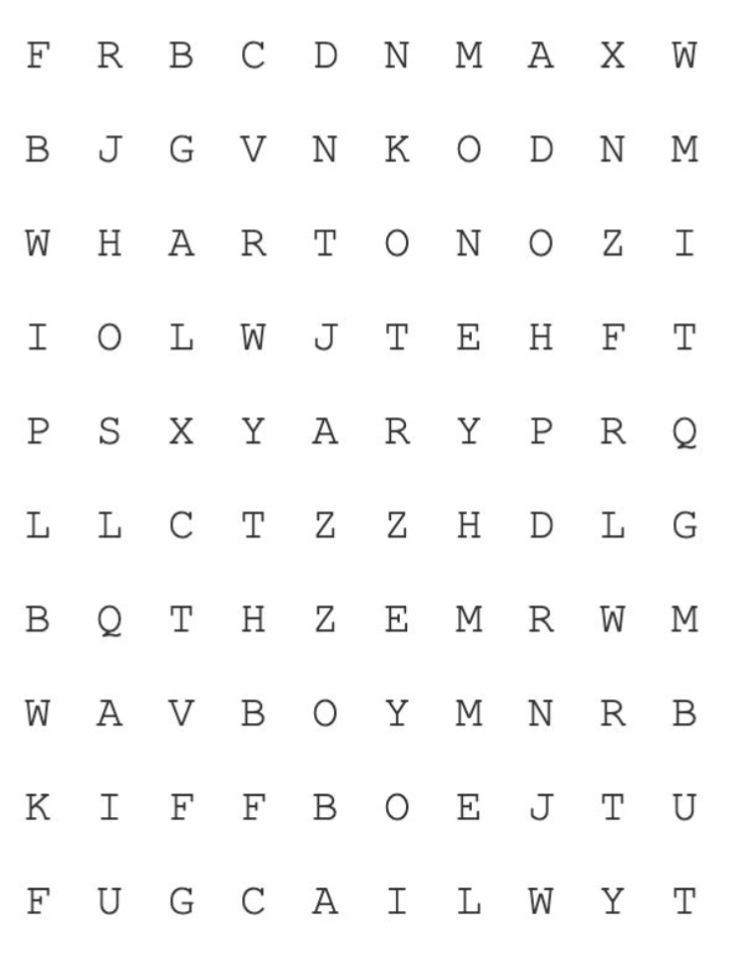 F R B C D N M A X W
B J G V N K O D N M
W H A R T O N O Z I
I O L W J T E H F T
P S X Y A R Y P R Q
L L C T Z Z H D L G
B Q T H Z E M R W M
W A V B O Y M N R B
K I F F B O E J T U
F U G C A I L W Y T